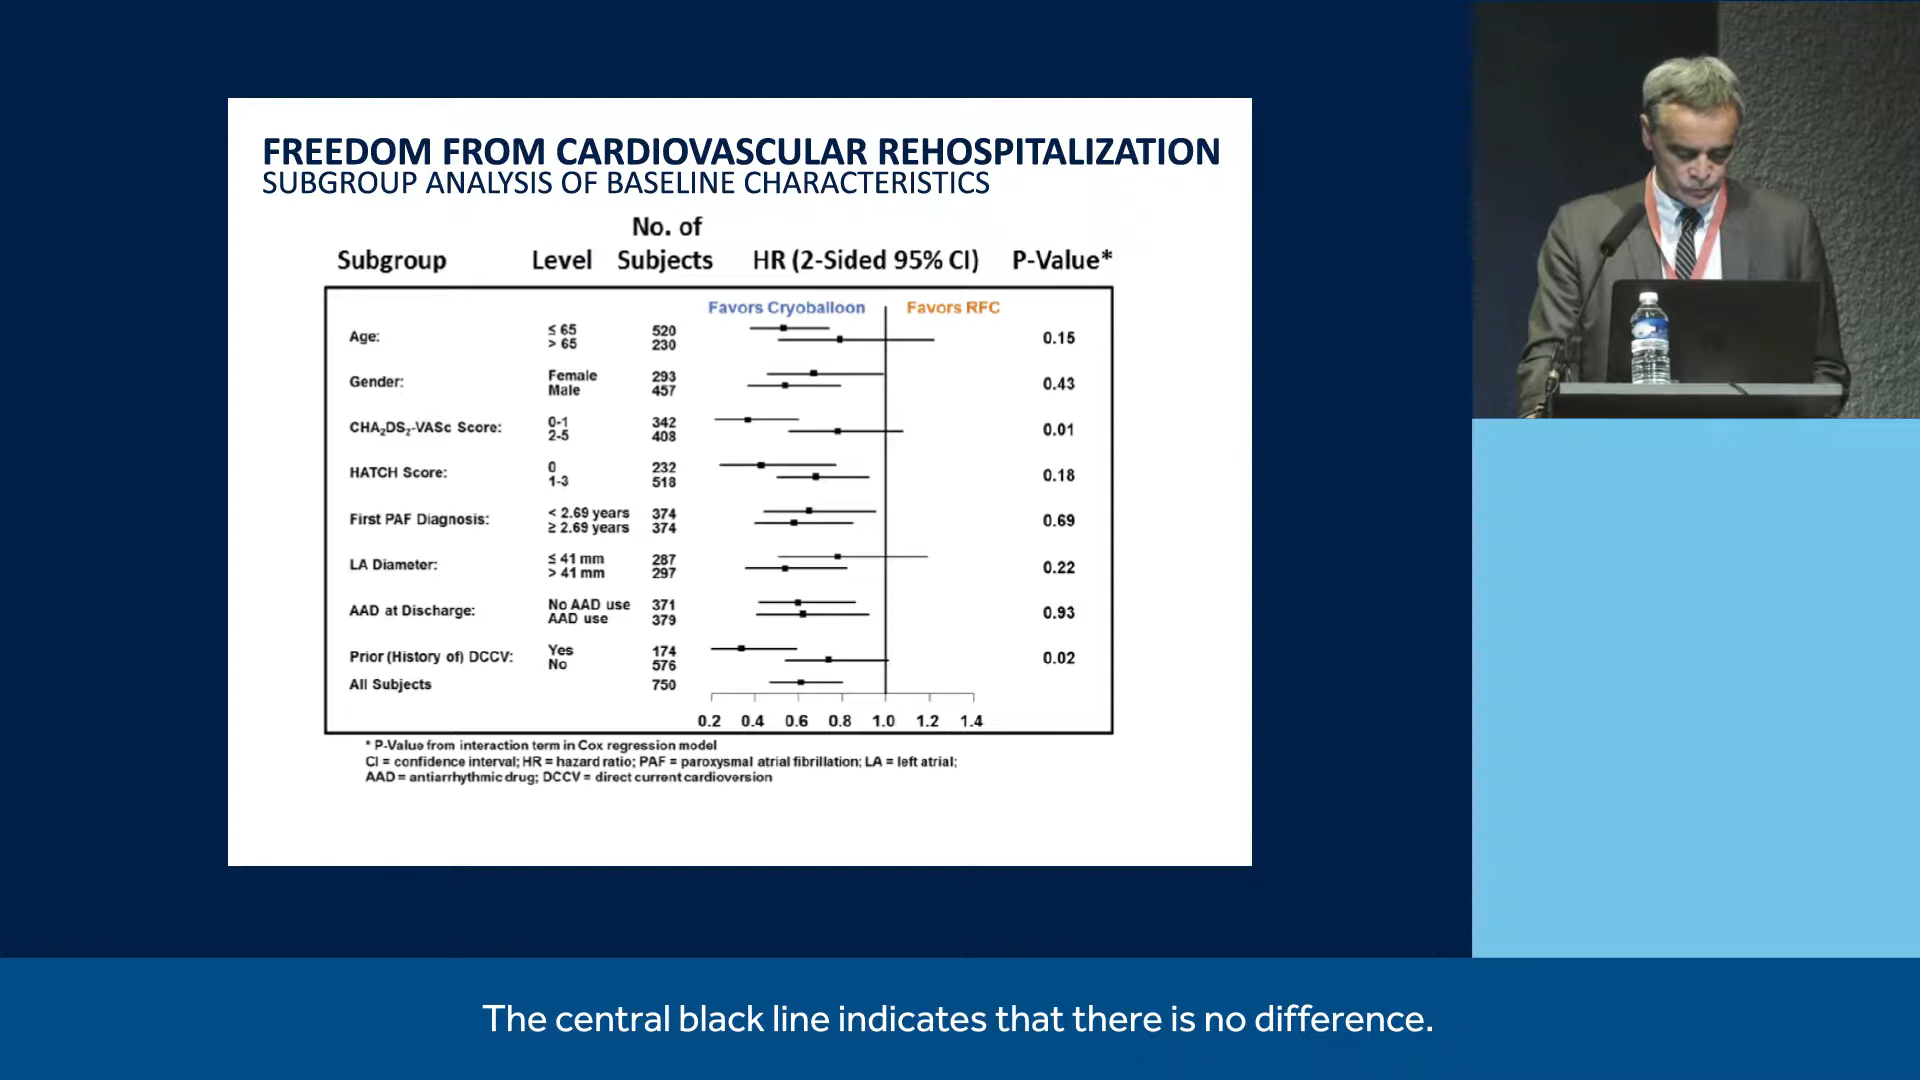 FREEDOM FROM CARDIOVASCULAR REHOSPITALIZATION
SUBGROUP ANALYSIS OF BASELINE CHARACTERISTICS
No. of
Subgroup Level Subjects HR (2-Sided 95% CI) P-Value*
Favors Cryoballoon Favors RFC
Age: ≤ 65 520 0.15
> 65 230
Gender: Female 293 0.43
Male 457
CHA₂DS₂-VASc Score: 0-1 342 0.01
2-5 408
HATCH Score: 0 232 0.18
1-3 518
First PAF Diagnosis: < 2.69 years 374 0.69
≥ 2.69 years 374
LA Diameter: ≤ 41 mm 287 0.22
> 41 mm 297
AAD at Discharge: No AAD use 371 0.93
AAD use 379
Prior (History of) DCCV: Yes 174 0.02
No 576
All Subjects 750
0.2 0.4 0.6 0.8 1.0 1.2 1.4
* P-Value from interaction term in Cox regression model
CI = confidence interval; HR = hazard ratio; PAF = paroxysmal atrial fibrillation; LA = left atrial;
AAD = antiarrhythmic drug; DCCV = direct current cardioversion
The central black line indicates that there is no difference.